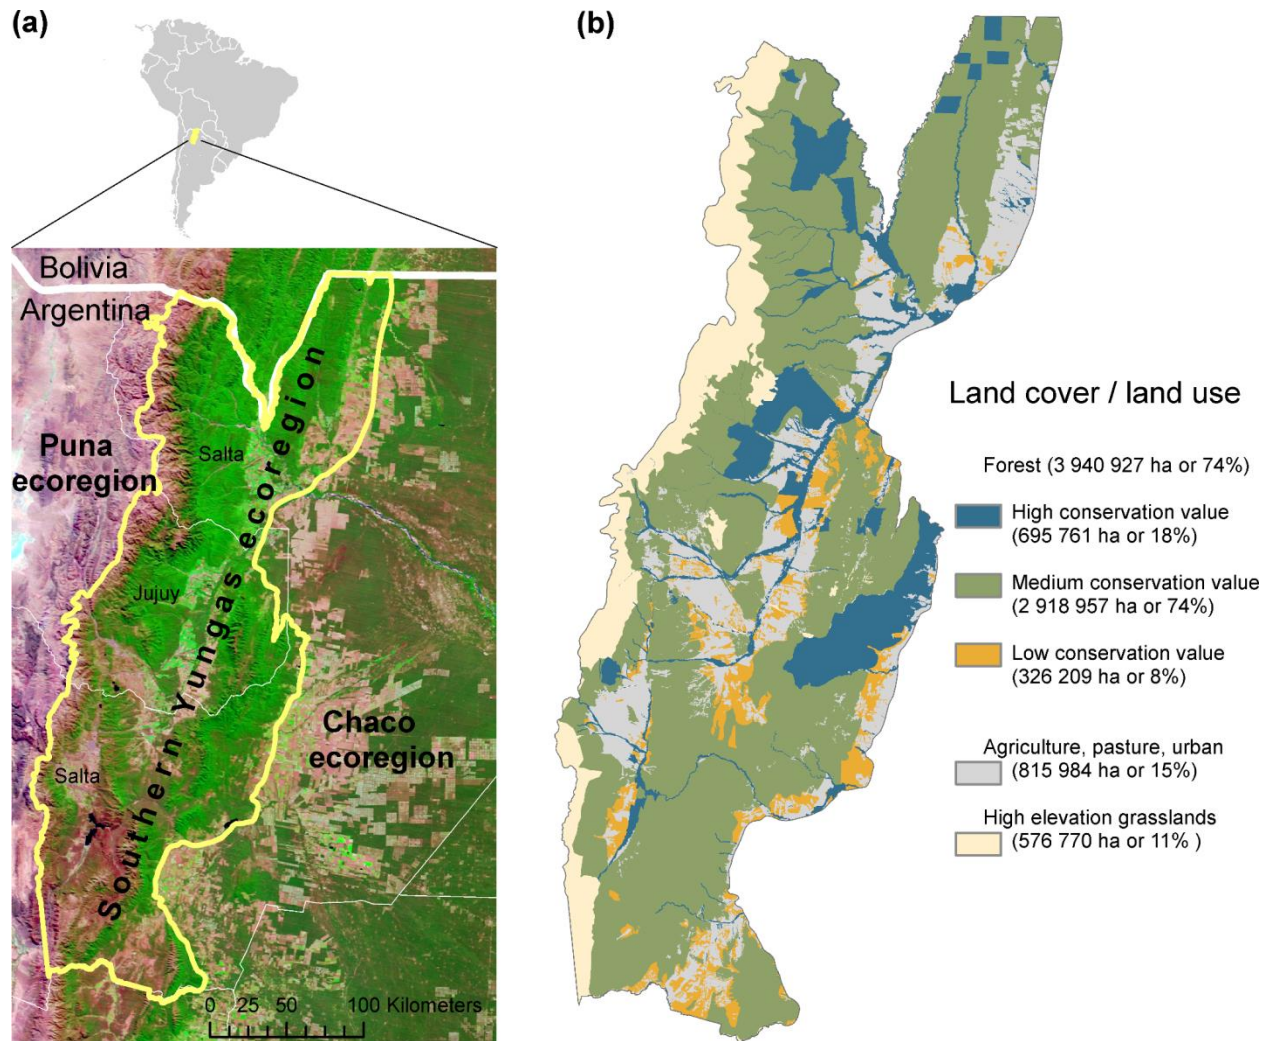 (a)
Bolivia
Argentina
Puna
ecoregion
Salta
Jujuy
Salta
Southern Yungas ecoregion
Chaco
ecoregion
0 25 50 100 Kilometers
(b)
Land cover / land use
Forest (3 940 927 ha or 74%)
High conservation value
(695 761 ha or 18%)
Medium conservation value
(2 918 957 ha or 74%)
Low conservation value
(326 209 ha or 8%)
Agriculture, pasture, urban
(815 984 ha or 15%)
High elevation grasslands
(576 770 ha or 11% )